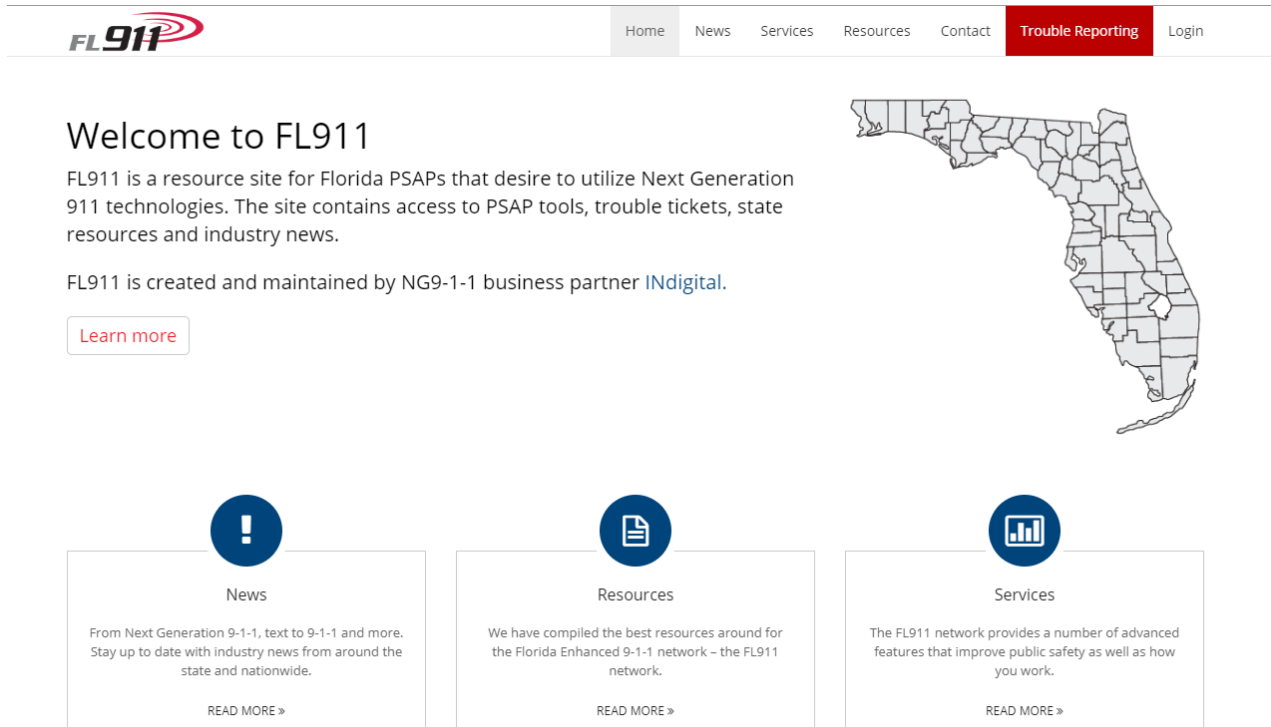 FL911
Home News Services Resources Contact Trouble Reporting Login
Welcome to FL911
FL911 is a resource site for Florida PSAPs that desire to utilize Next Generation
911 technologies. The site contains access to PSAP tools, trouble tickets, state
resources and industry news.
FL911 is created and maintained by NG9-1-1 business partner INdigital.
Learn more
News
From Next Generation 9-1-1, text to 9-1-1 and more.
Stay up to date with industry news from around the
state and nationwide.
READ MORE »
Resources
We have compiled the best resources around for
the Florida Enhanced 9-1-1 network – the FL911
network.
READ MORE »
Services
The FL911 network provides a number of advanced
features that improve public safety as well as how
you work.
READ MORE »